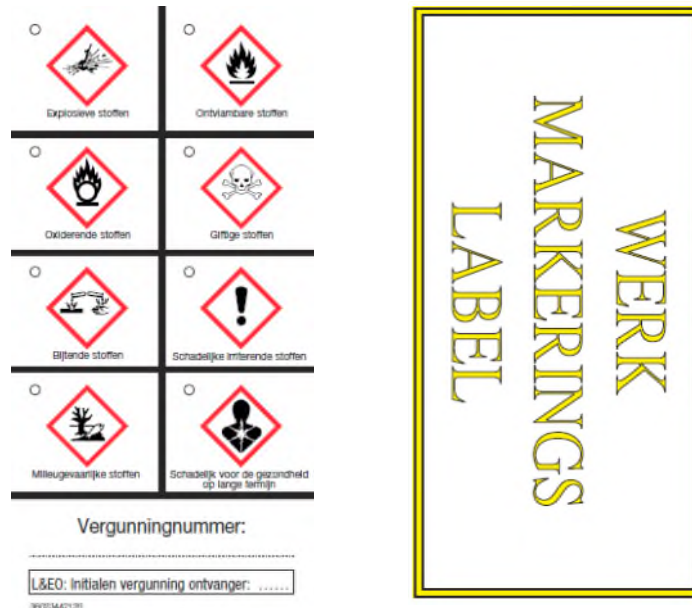 Explosieve stoffen
Ontvlambare stoffen
Oxiderende stoffen
Giftige stoffen
Bijtende stoffen
Schadelijke irriterende stoffen
Milieugevaarlijke stoffen
Schadelijk voor de gezondheid
op lange termijn
Vergunningnummer:
L&EO: Initialen vergunning ontvanger: ......
WERK
MARKERINGS
LABEL